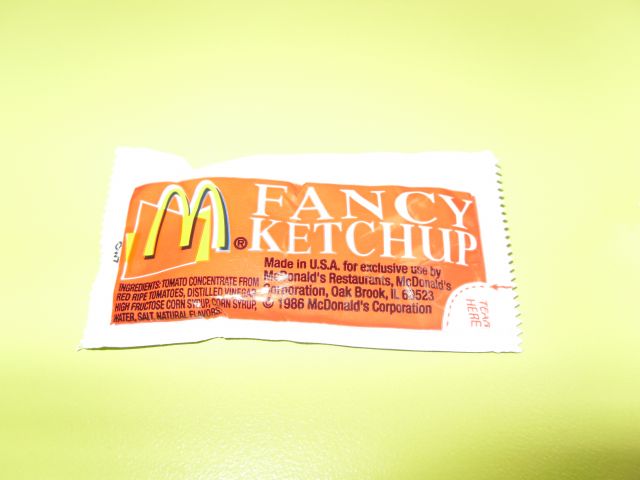 FANCY
KETCHUP
®
Made in U.S.A. for exclusive use by
McDonald's Restaurants, McDonald's
Corporation, Oak Brook, IL 60523
© 1986 McDonald's Corporation
INGREDIENTS: TOMATO CONCENTRATE FROM
RED RIPE TOMATOES, DISTILLED VINEGAR,
HIGH FRUCTOSE CORN SYRUP, CORN SYRUP,
WATER, SALT, NATURAL FLAVORS.
TEAR
HERE